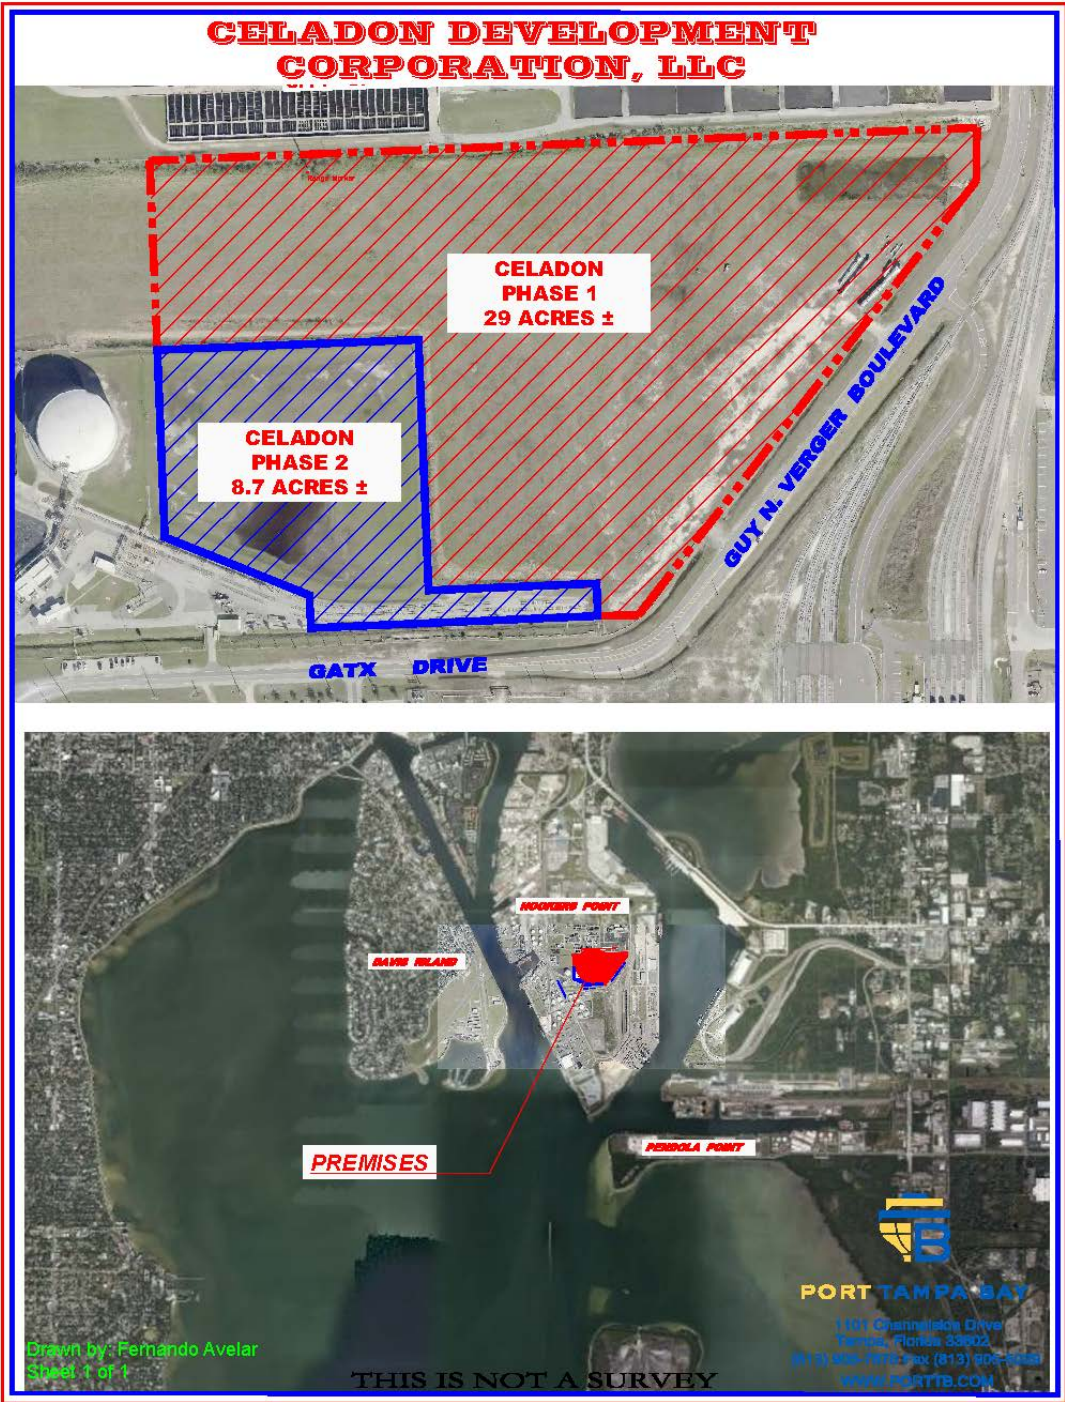 CELADON DEVELOPMENT
CORPORATION, LLC
CELADON
PHASE 1
29 ACRES ±
CELADON
PHASE 2
8.7 ACRES ±
GUY N. VERGER BOULEVARD
GATX DRIVE
HOOKERS POINT
DAVIS ISLAND
PREMISES
PENDOLA POINT
PORT TAMPA BAY
1101 Channelside Drive
Tampa, Florida 33602
Fax (813)
WWW.PORTTB.COM
Drawn by: Fernando Avelar
Sheet 1 of 1
THIS IS NOT A SURVEY